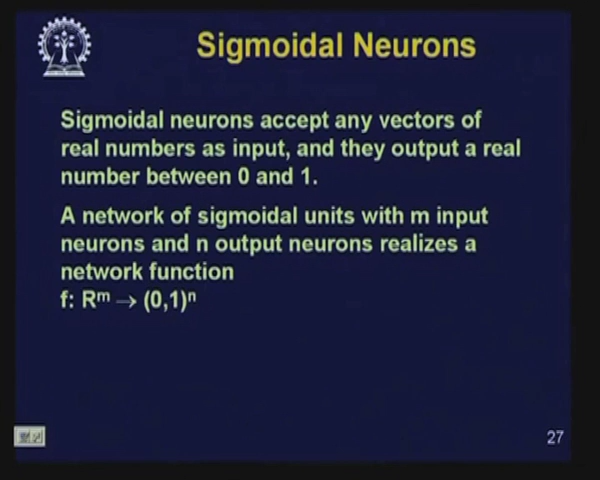 Sigmoidal Neurons
Sigmoidal neurons accept any vectors of
real numbers as input, and they output a real
number between 0 and 1.
A network of sigmoidal units with m input
neurons and n output neurons realizes a
network function
f: Rᵐ → (0,1)ⁿ
27